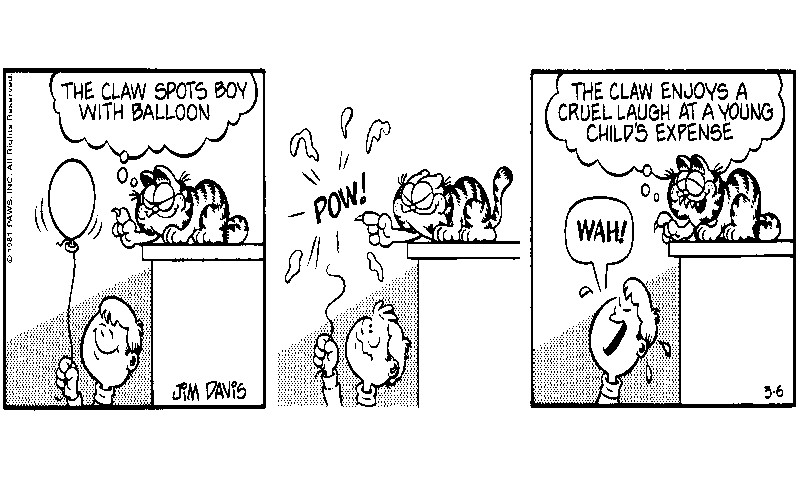 THE CLAW SPOTS BOY
WITH BALLOON
© 1981 PAWS, INC. All Rights Reserved.
JIM DAVIS
POW!
THE CLAW ENJOYS A
CRUEL LAUGH AT A YOUNG
CHILD'S EXPENSE
WAH!
3-6